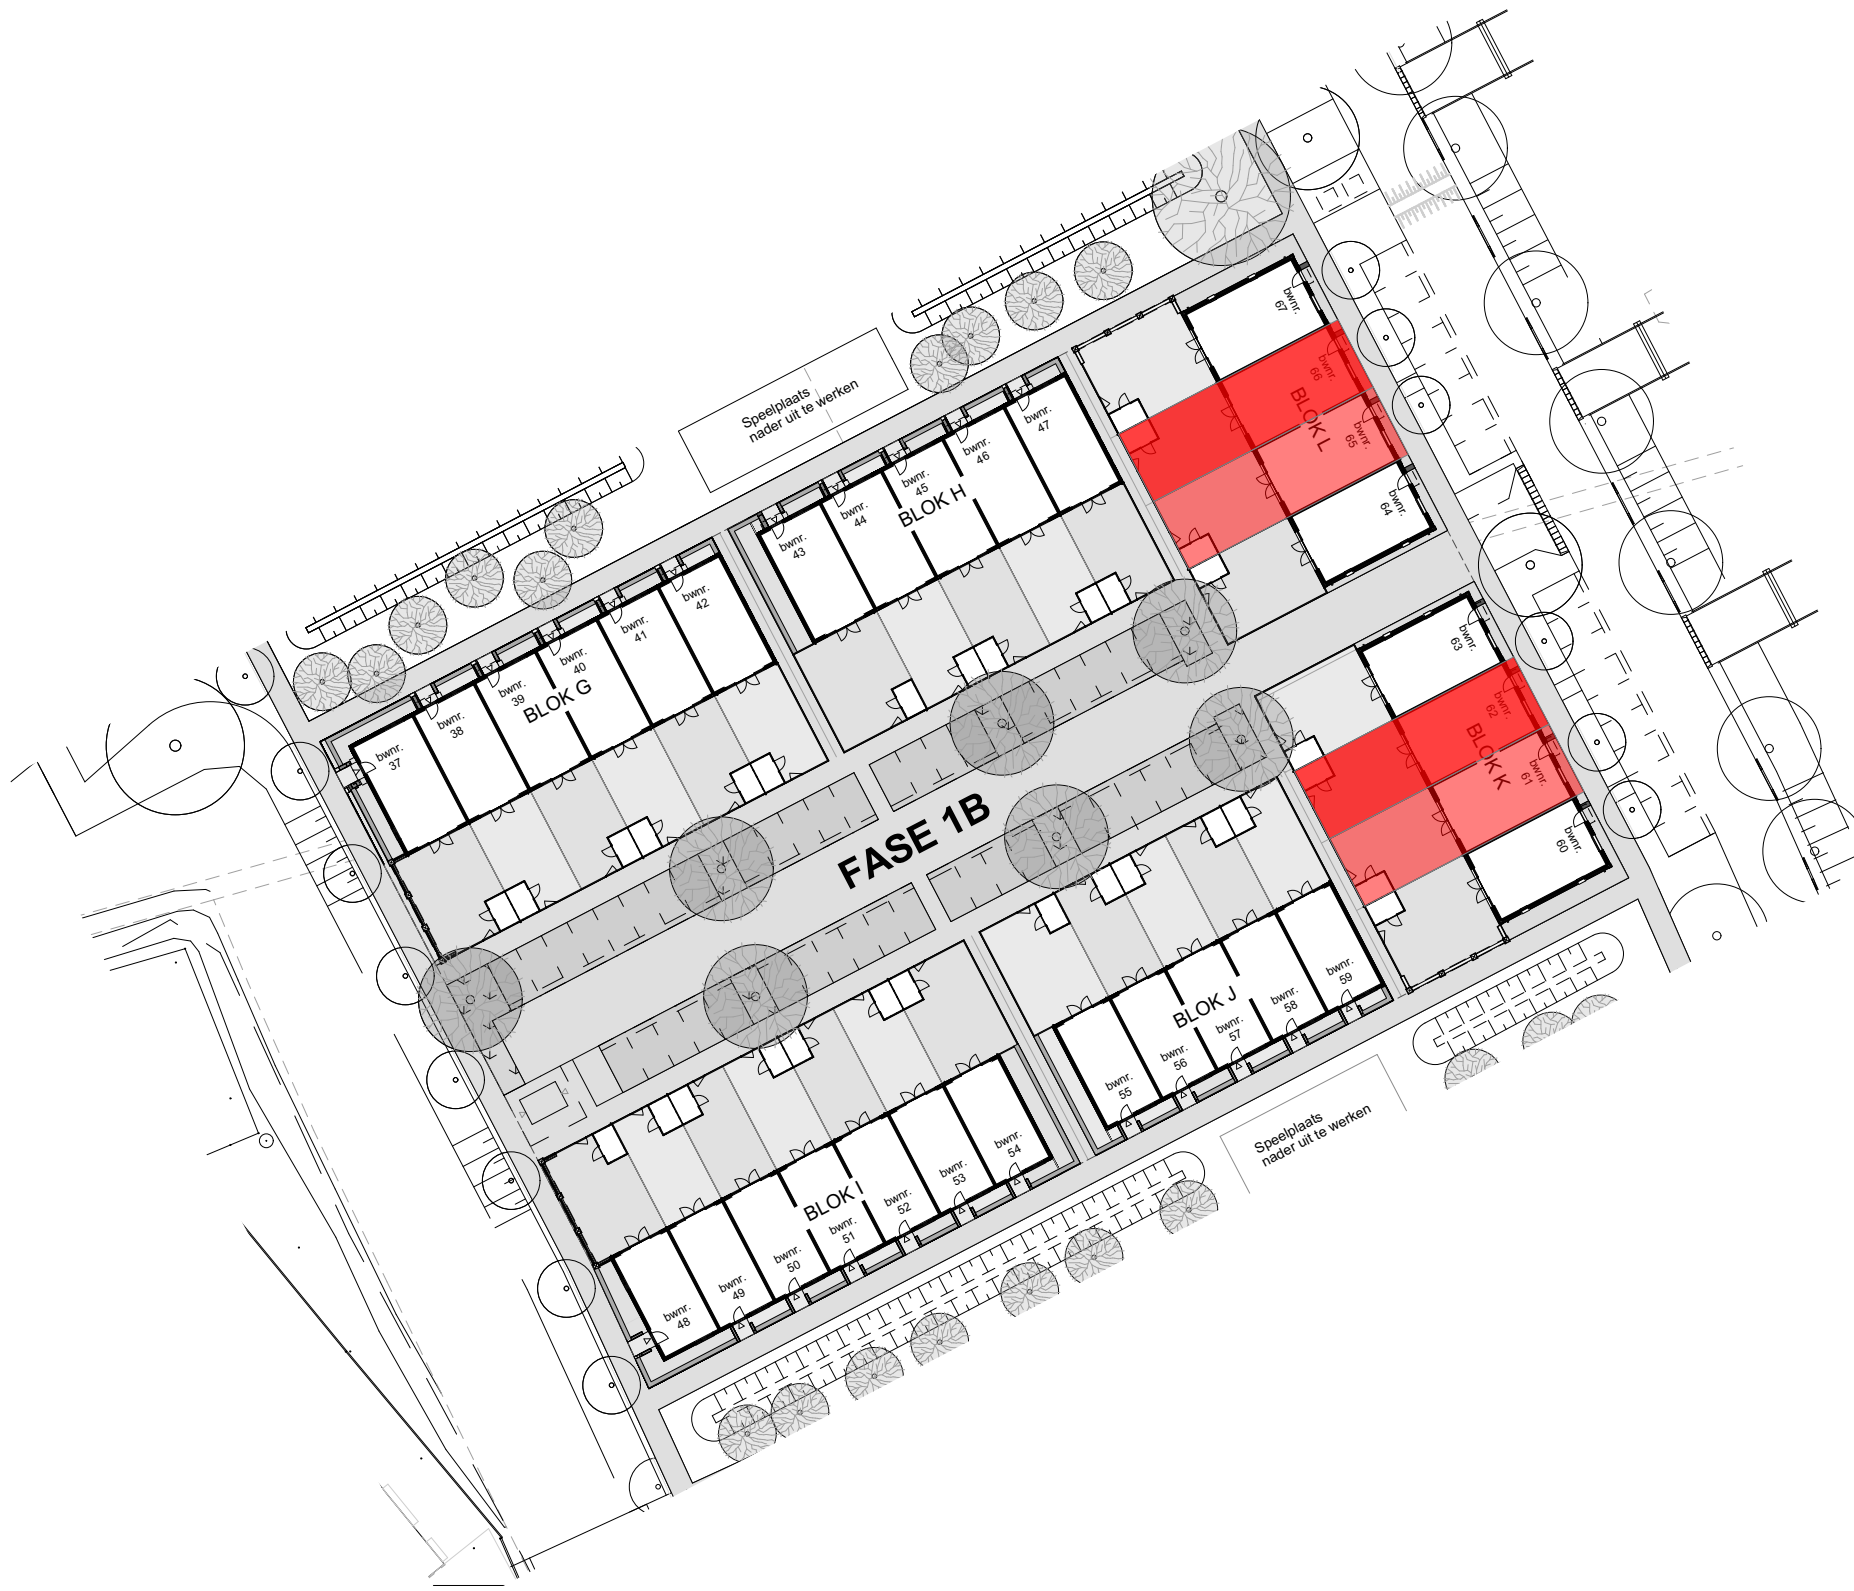 bwnr.
67
bwnr.
66
BLOK L
bwnr.
65
bwnr.
64
Speelplaats
nader uit te werken
bwnr.
47
bwnr.
46
bwnr.
45
BLOK H
bwnr.
44
bwnr.
43
bwnr.
42
bwnr.
41
bwnr.
40
bwnr.
39
BLOK G
bwnr.
38
bwnr.
37
FASE 1B
bwnr.
63
bwnr.
62
BLOK K
bwnr.
61
bwnr.
60
bwnr.
59
bwnr.
58
BLOK J
bwnr.
57
bwnr.
56
bwnr.
55
bwnr.
54
bwnr.
53
bwnr.
52
BLOK I
bwnr.
51
bwnr.
50
bwnr.
49
bwnr.
48
Speelplaats
nader uit te werken